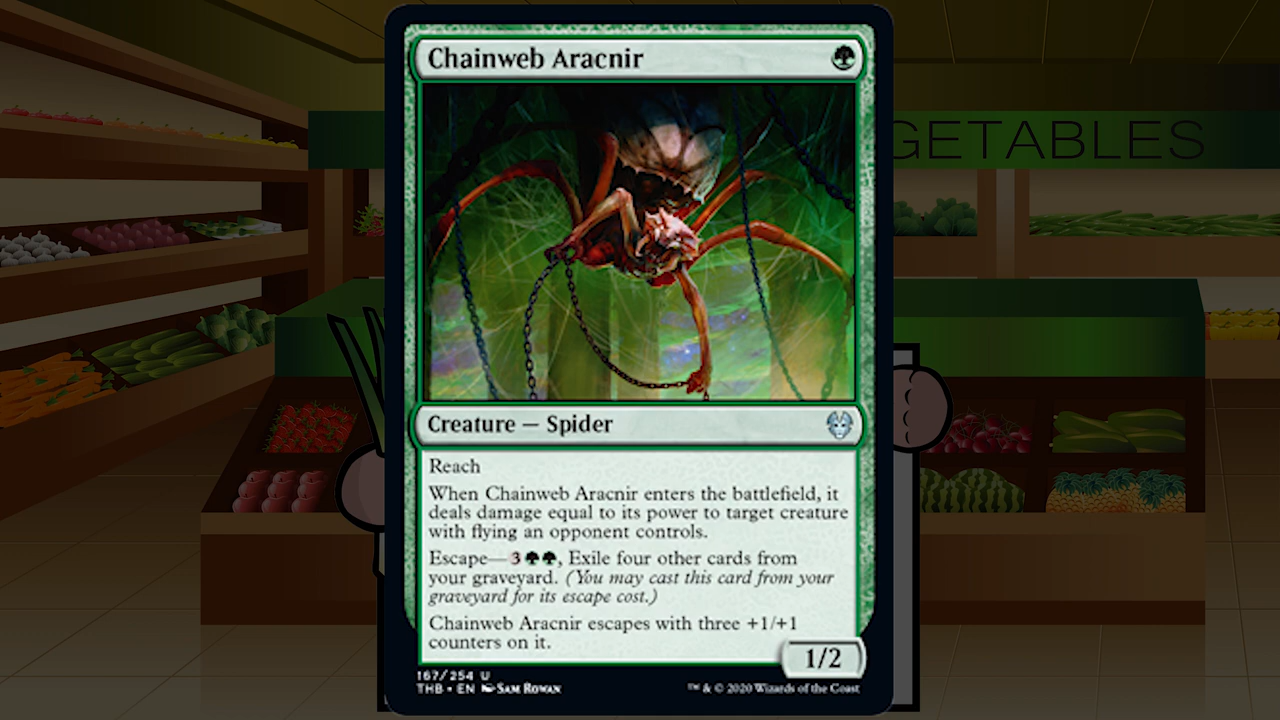 Chainweb Aracnir
GETABLES
Creature — Spider
Reach
When Chainweb Aracnir enters the battlefield, it
deals damage equal to its power to target creature
with flying an opponent controls.
Escape—3, Exile four other cards from
your graveyard. (You may cast this card from your
graveyard for its escape cost.)
Chainweb Aracnir escapes with three +1/+1
counters on it.
1/2
167/254 U
THB • EN SAM ROWAN
™ & © 2020 Wizards of the Coast